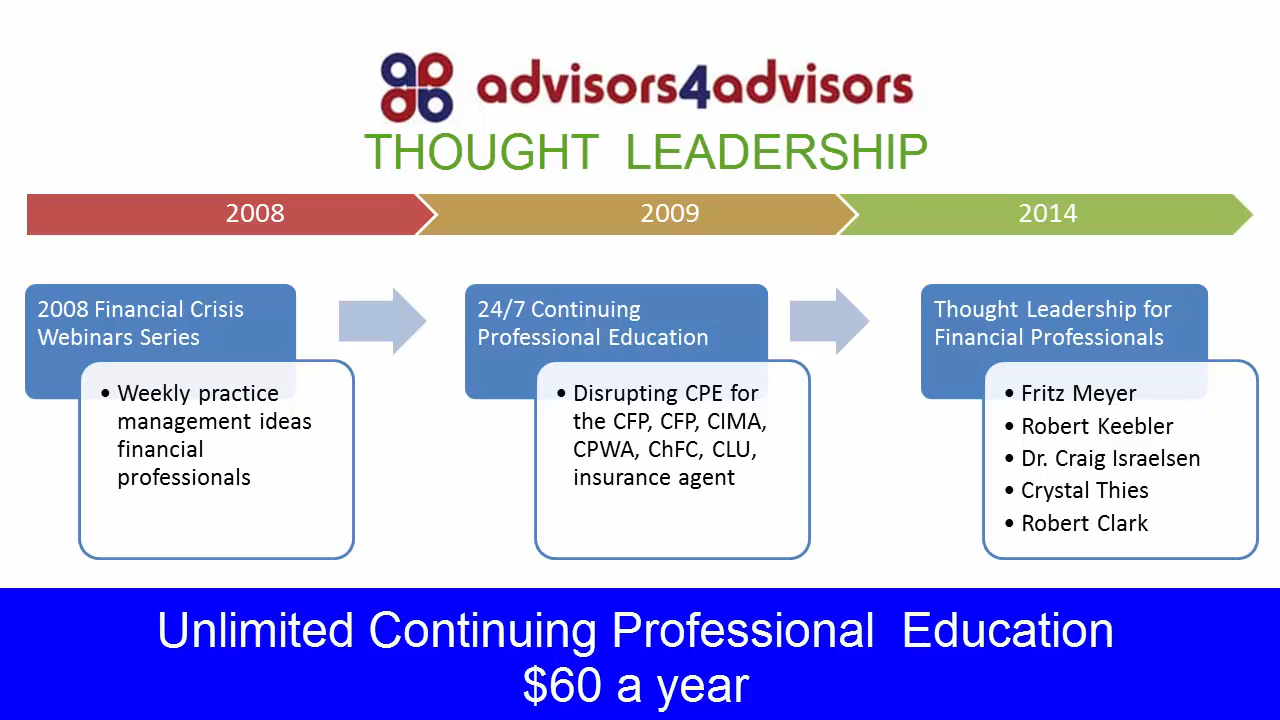 advisors4advisors
THOUGHT LEADERSHIP
2008
2009
2014
2008 Financial Crisis
Webinars Series
• Weekly practice
management ideas
financial
professionals
24/7 Continuing
Professional Education
• Disrupting CPE for
the CFP, CFP, CIMA,
CPWA, ChFC, CLU,
insurance agent
Thought Leadership for
Financial Professionals
• Fritz Meyer
• Robert Keebler
• Dr. Craig Israelsen
• Crystal Thies
• Robert Clark
Unlimited Continuing Professional Education
$60 a year